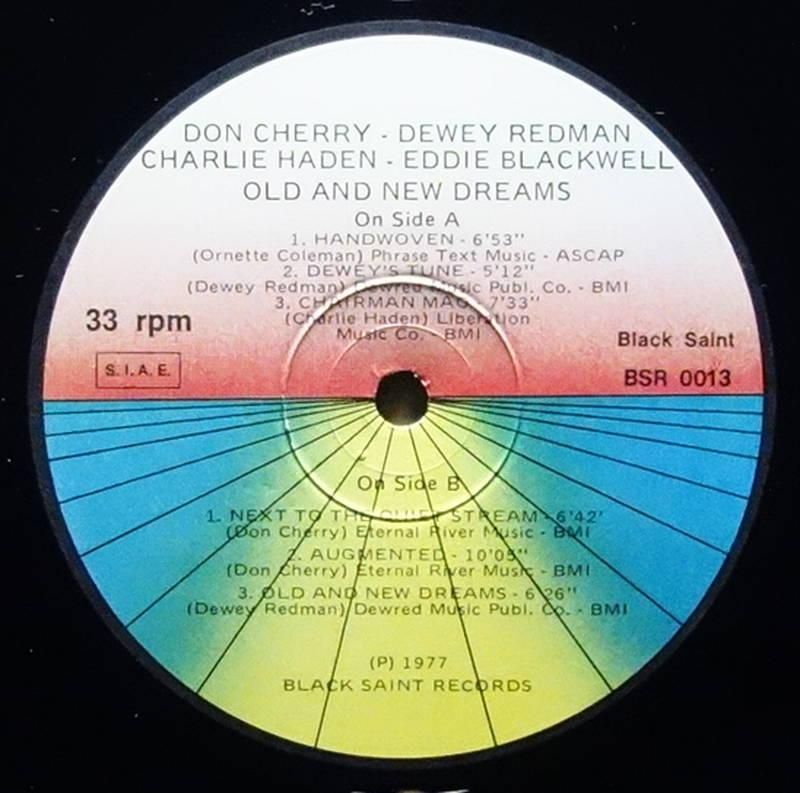 DON CHERRY - DEWEY REDMAN
CHARLIE HADEN - EDDIE BLACKWELL
OLD AND NEW DREAMS
On Side A
1. HANDWOVEN - 6'53"
(Ornette Coleman) Phrase Text Music - ASCAP
2. DEWEY'S TUNE - 5'12"
(Dewey Redman) Dewred Music Publ. Co. - BMI
3. CHAIRMAN MAO - 7'33"
(Charlie Haden) Liberation
Music Co. - BMI
33 rpm
S.I.A.E.
Black Saint
BSR 0013
On Side B
1. NEXT TO THE QUIET STREAM - 6'42'
(Don Cherry) Eternal River Music - BMI
2. AUGMENTED - 10'05"
(Don Cherry) Eternal River Music - BMI
3. OLD AND NEW DREAMS - 6'26"
(Dewey Redman) Dewred Music Publ. Co. - BMI
(P) 1977
BLACK SAINT RECORDS